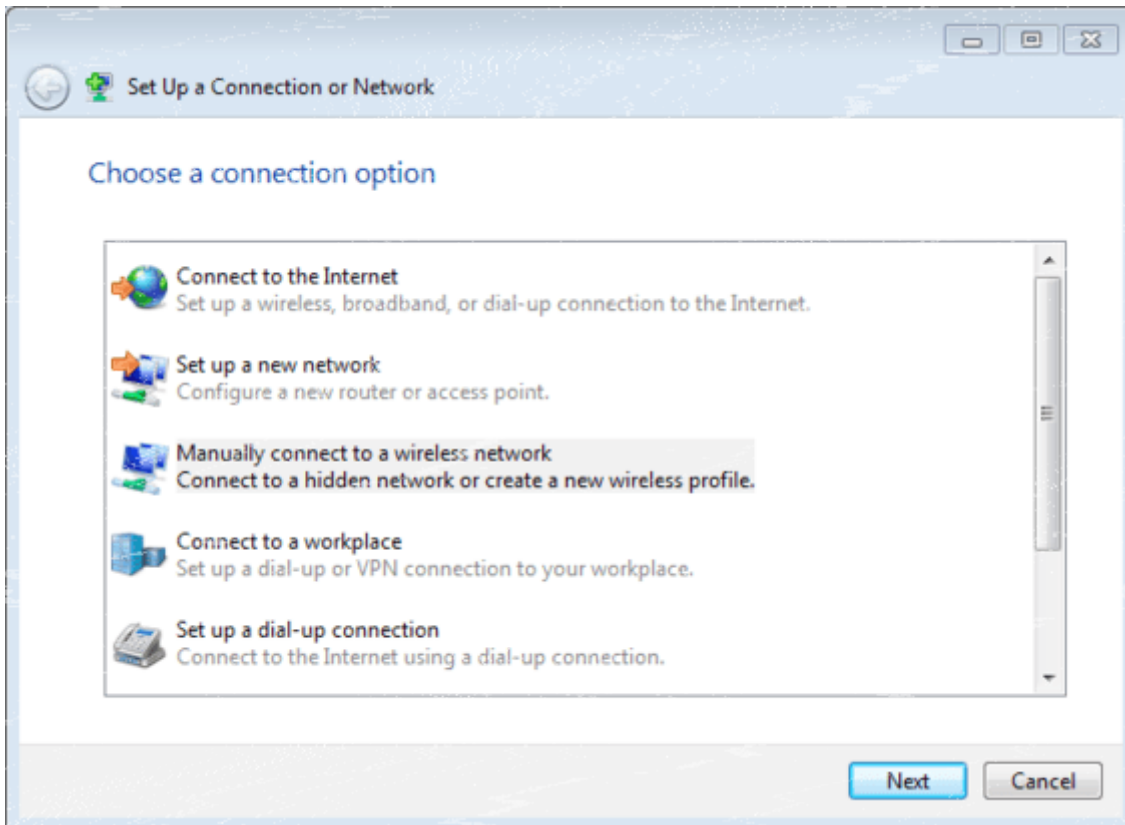 Set Up a Connection or Network
Choose a connection option
Connect to the Internet
Set up a wireless, broadband, or dial-up connection to the Internet.
Set up a new network
Configure a new router or access point.
Manually connect to a wireless network
Connect to a hidden network or create a new wireless profile.
Connect to a workplace
Set up a dial-up or VPN connection to your workplace.
Set up a dial-up connection
Connect to the Internet using a dial-up connection.
Next Cancel